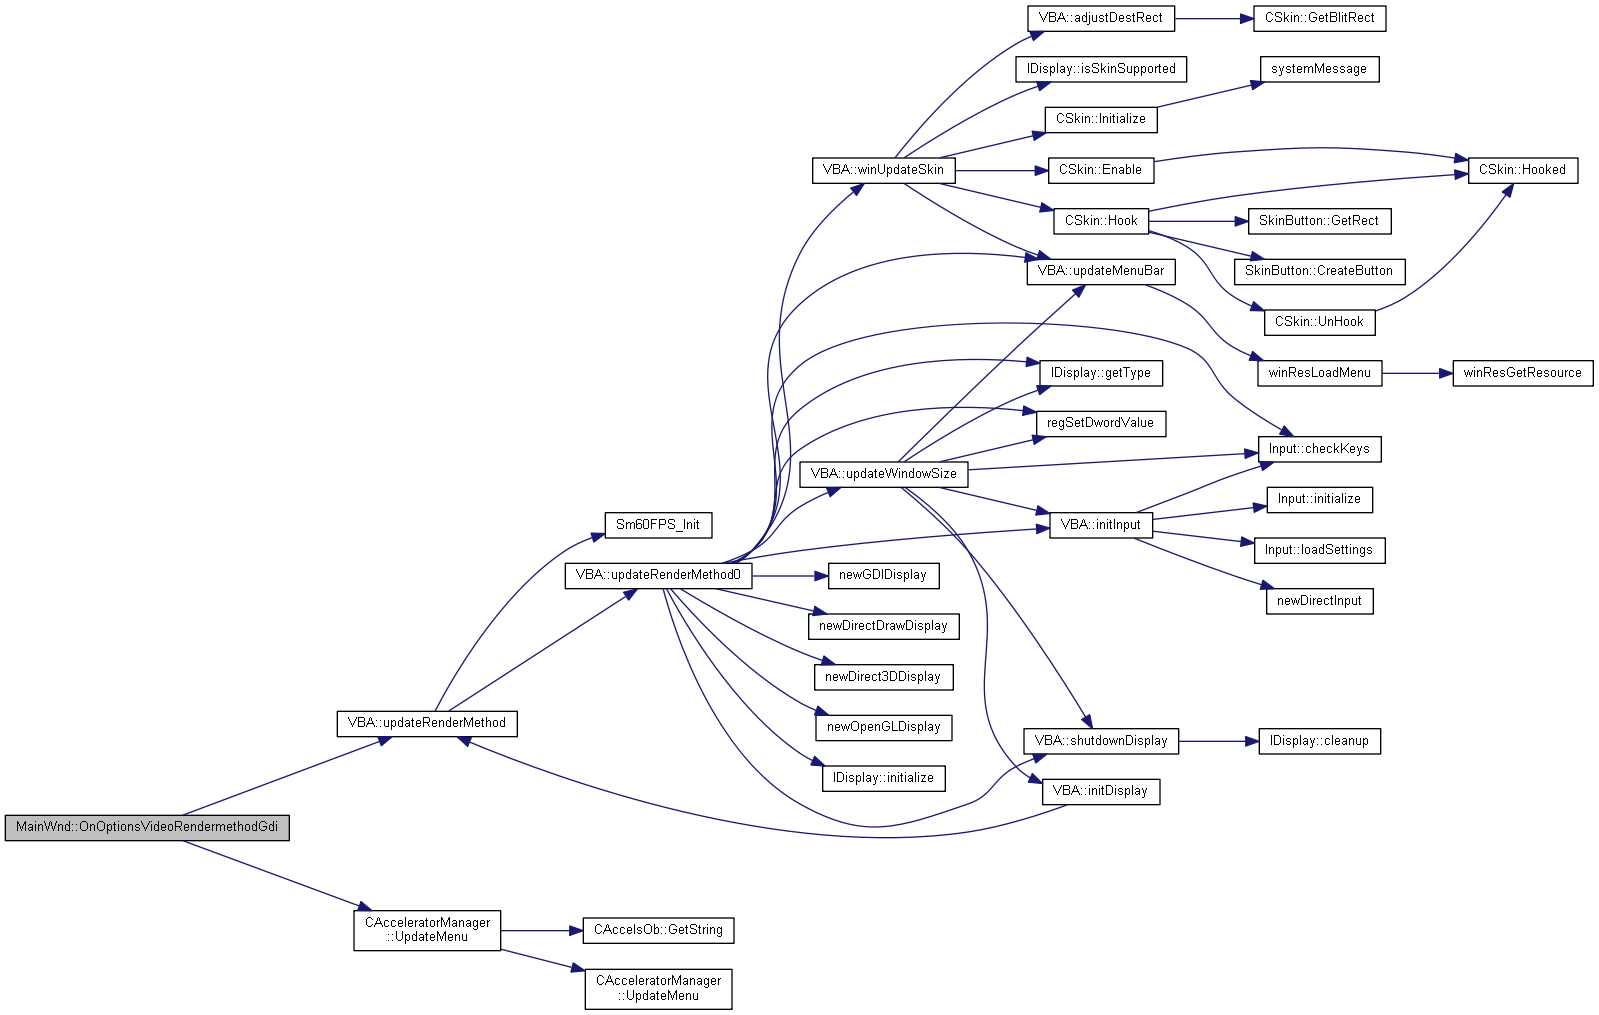 VBA::adjustDestRect
CSkin::GetBlitRect
IDisplay::isSkinSupported
systemMessage
CSkin::Initialize
VBA::winUpdateSkin
CSkin::Enable
CSkin::Hooked
CSkin::Hook
SkinButton::GetRect
VBA::updateMenuBar
SkinButton::CreateButton
CSkin::UnHook
IDisplay::getType
winResLoadMenu
winResGetResource
regSetDwordValue
Input::checkKeys
VBA::updateWindowSize
Input::initialize
Sm60FPS_Init
VBA::initInput
Input::loadSettings
VBA::updateRenderMethod0
newGDIDisplay
newDirectInput
newDirectDrawDisplay
newDirect3DDisplay
VBA::updateRenderMethod
newOpenGLDisplay
VBA::shutdownDisplay
IDisplay::cleanup
IDisplay::initialize
VBA::initDisplay
MainWnd::OnOptionsVideoRendermethodGdi
CAcceleratorManager
::UpdateMenu
CAccelsOb::GetString
CAcceleratorManager
::UpdateMenu